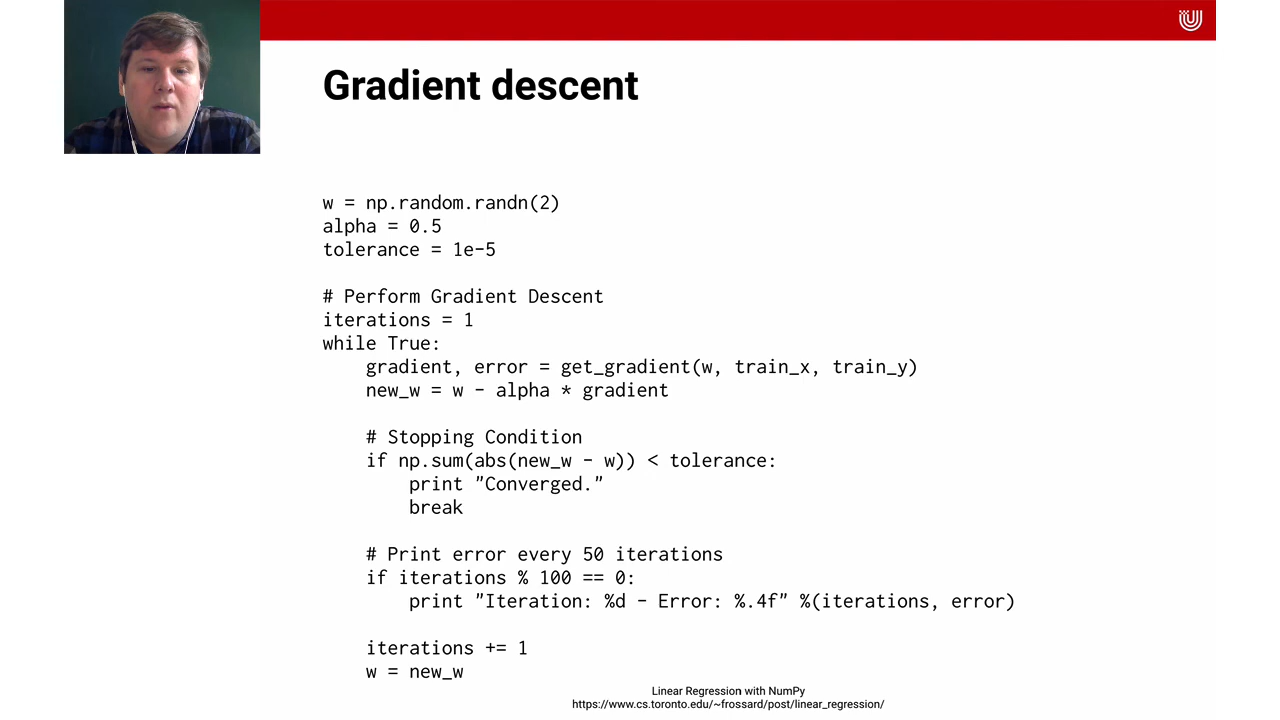 Gradient descent
w = np.random.randn(2)
alpha = 0.5
tolerance = 1e-5
# Perform Gradient Descent
iterations = 1
while True:
    gradient, error = get_gradient(w, train_x, train_y)
    new_w = w - alpha * gradient
    # Stopping Condition
    if np.sum(abs(new_w - w)) < tolerance:
        print "Converged."
        break
    # Print error every 50 iterations
    if iterations % 100 == 0:
        print "Iteration: %d - Error: %.4f" %(iterations, error)
    iterations += 1
    w = new_w
Linear Regression with NumPy
https://www.cs.toronto.edu/~frossard/post/linear_regression/